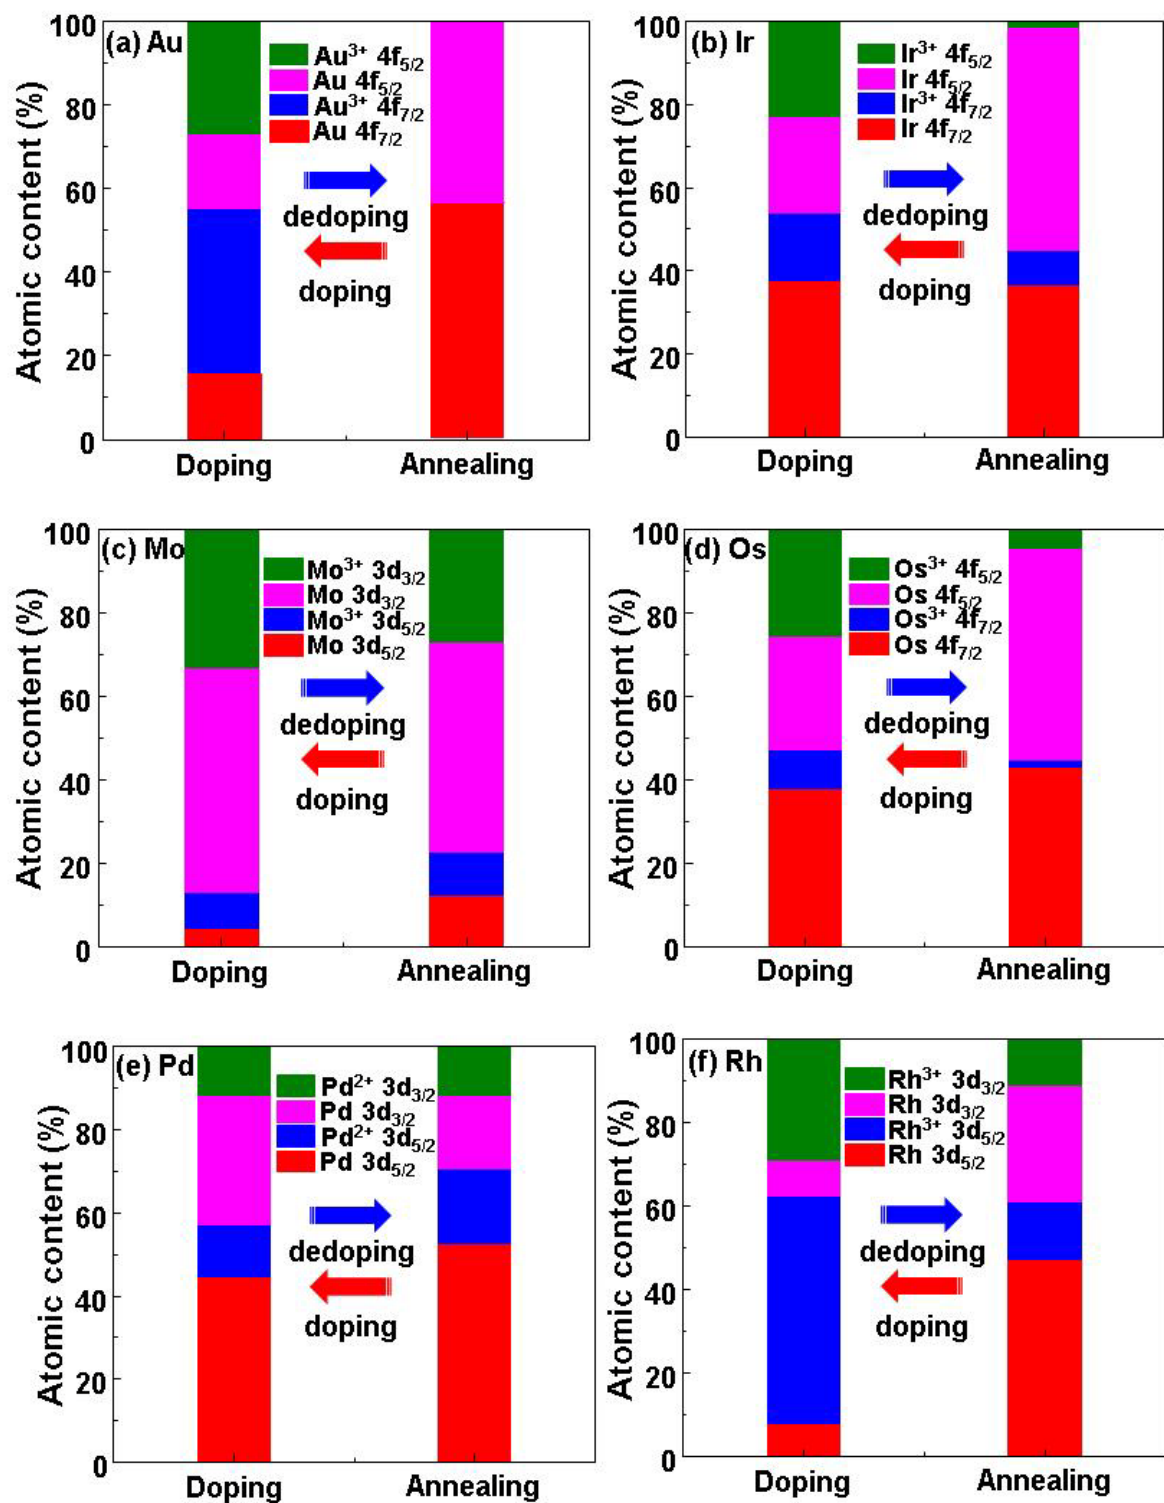 (a) Au
Au³⁺ 4f₅/₂
Au 4f₅/₂
Au³⁺ 4f₇/₂
Au 4f₇/₂
dedoping
doping
Atomic content (%)
100
80
60
40
20
0
Doping
Annealing
(b) Ir
Ir³⁺ 4f₅/₂
Ir 4f₅/₂
Ir³⁺ 4f₇/₂
Ir 4f₇/₂
dedoping
doping
Atomic content (%)
100
80
60
40
20
0
Doping
Annealing
(c) Mo
Mo³⁺ 3d₃/₂
Mo 3d₃/₂
Mo³⁺ 3d₅/₂
Mo 3d₅/₂
dedoping
doping
Atomic content (%)
100
80
60
40
20
0
Doping
Annealing
(d) Os
Os³⁺ 4f₅/₂
Os 4f₅/₂
Os³⁺ 4f₇/₂
Os 4f₇/₂
dedoping
doping
Atomic content (%)
100
80
60
40
20
0
Doping
Annealing
(e) Pd
Pd²⁺ 3d₃/₂
Pd 3d₃/₂
Pd²⁺ 3d₅/₂
Pd 3d₅/₂
dedoping
doping
Atomic content (%)
100
80
60
40
20
0
Doping
Annealing
(f) Rh
Rh³⁺ 3d₃/₂
Rh 3d₃/₂
Rh³⁺ 3d₅/₂
Rh 3d₅/₂
dedoping
doping
Atomic content (%)
100
80
60
40
20
0
Doping
Annealing